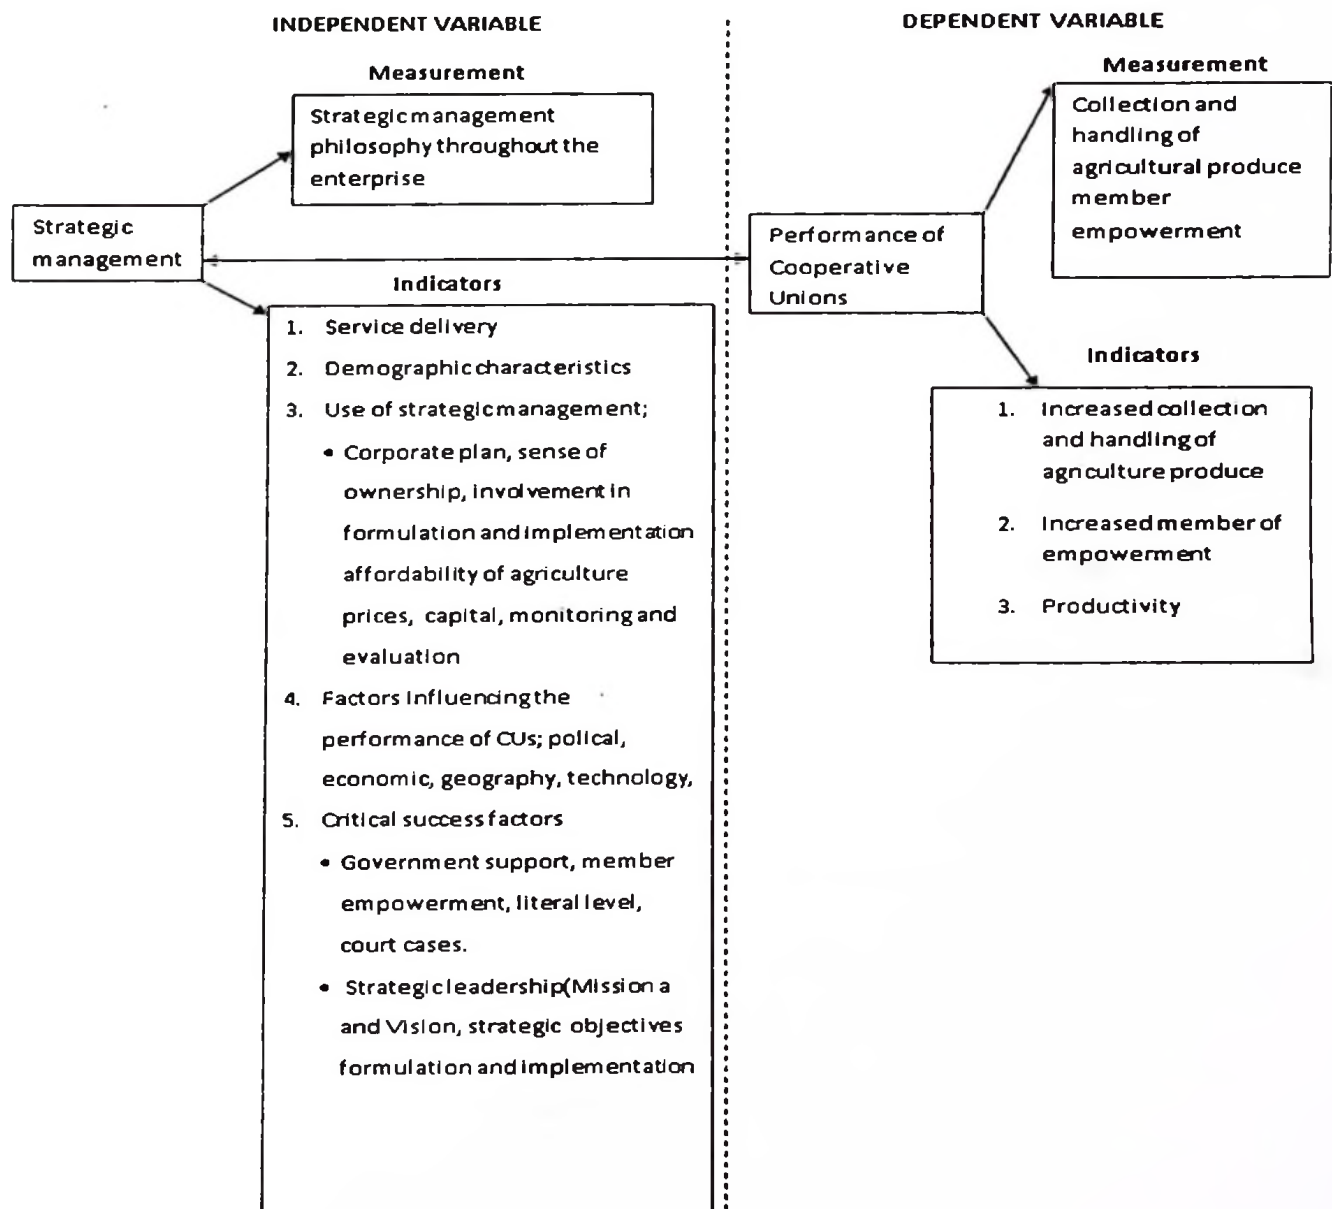 INDEPENDENT VARIABLE
Measurement
Strategic management
philosophy throughout the
enterprise
Strategic
management
Indicators
1. Service delivery
2. Demographic characteristics
3. Use of strategic management;
• Corporate plan, sense of
ownership, involvement in
formulation and implementation
affordability of agriculture
prices, capital, monitoring and
evaluation
4. Factors Influencing the
performance of CUs; polical,
economic, geography, technology,
5. Critical success factors
• Government support, member
empowerment, literal level,
court cases.
• Strategic leadership(Mission a
and Vision, strategic objectives
formulation and implementation
DEPENDENT VARIABLE
Measurement
Collection and
handling of
agricultural produce
member
empowerment
Performance of
Cooperative
Unions
Indicators
1. Increased collection
and handling of
agriculture produce
2. Increased member of
empowerment
3. Productivity